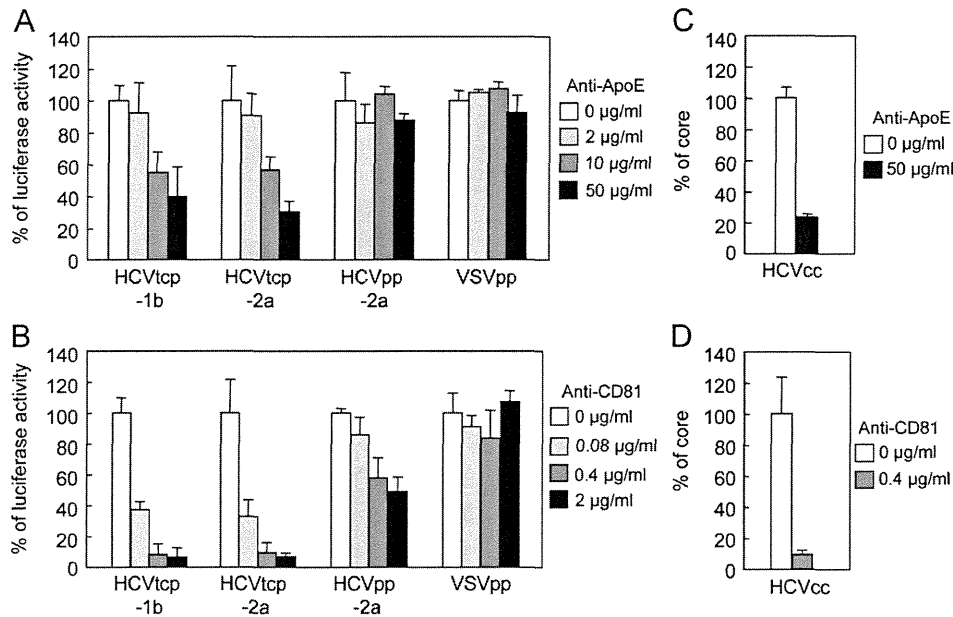 A
% of luciferase activity
140
120
100
80
60
40
20
0
HCVtcp
-1b
HCVtcp
-2a
HCVpp
-2a
VSVpp
Anti-ApoE
0 µg/ml
2 µg/ml
10 µg/ml
50 µg/ml
C
% of core
140
120
100
80
60
40
20
0
HCVcc
Anti-ApoE
0 µg/ml
50 µg/ml
B
% of luciferase activity
140
120
100
80
60
40
20
0
HCVtcp
-1b
HCVtcp
-2a
HCVpp
-2a
VSVpp
Anti-CD81
0 µg/ml
0.08 µg/ml
0.4 µg/ml
2 µg/ml
D
% of core
140
120
100
80
60
40
20
0
HCVcc
Anti-CD81
0 µg/ml
0.4 µg/ml